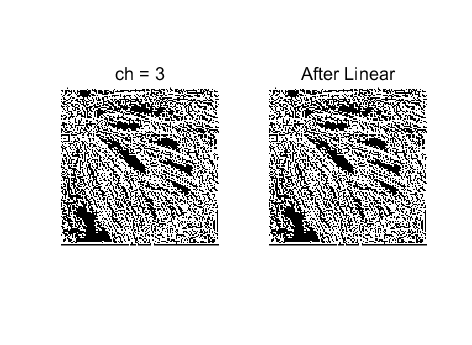 ch = 3
After Linear